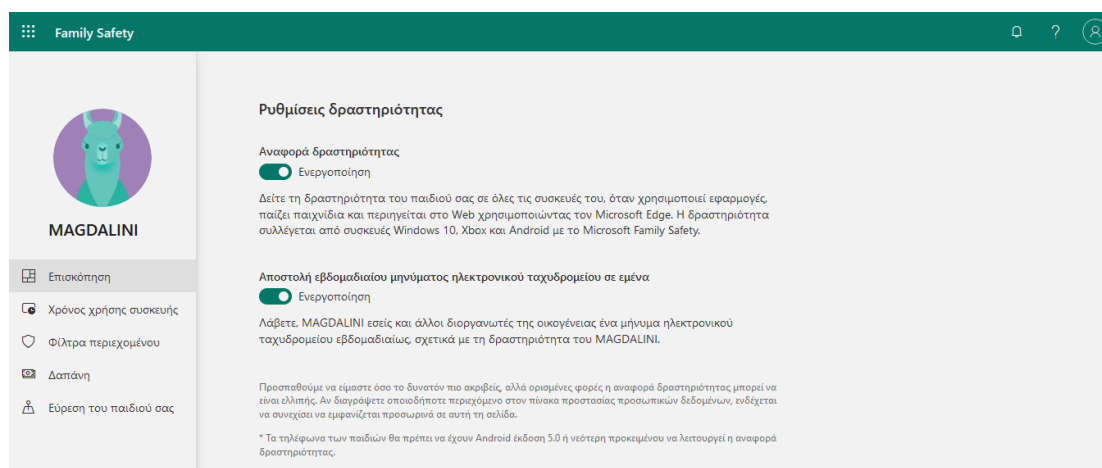 Family Safety
?
MAGDALINI
Επισκόπηση
Χρόνος χρήσης συσκευής
Φίλτρα περιεχομένου
Δαπάνη
Εύρεση του παιδιού σας
Ρυθμίσεις δραστηριότητας
Αναφορά δραστηριότητας
Ενεργοποίηση
Δείτε τη δραστηριότητα του παιδιού σας σε όλες τις συσκευές του, όταν χρησιμοποιεί εφαρμογές,
παίζει παιχνίδια και περιηγείται στο Web χρησιμοποιώντας τον Microsoft Edge. Η δραστηριότητα
συλλέγεται από συσκευές Windows 10, Xbox και Android με το Microsoft Family Safety.
Αποστολή εβδομαδιαίου μηνύματος ηλεκτρονικού ταχυδρομείου σε εμένα
Ενεργοποίηση
Λάβετε, MAGDALINI εσείς και άλλοι διοργανωτές της οικογένειας ένα μήνυμα ηλεκτρονικού
ταχυδρομείου εβδομαδιαίως, σχετικά με τη δραστηριότητα του MAGDALINI.
Προσπαθούμε να είμαστε όσο το δυνατόν πιο ακριβείς, αλλά ορισμένες φορές η αναφορά δραστηριότητας μπορεί να
είναι ελλιπής. Αν διαγράψετε οποιοδήποτε περιεχόμενο στον πίνακα προστασίας προσωπικών δεδομένων, ενδέχεται
να συνεχίσει να εμφανίζεται προσωρινά σε αυτή τη σελίδα.
* Τα τηλέφωνα των παιδιών θα πρέπει να έχουν Android έκδοση 5.0 ή νεότερη προκειμένου να λειτουργεί η αναφορά
δραστηριότητας.